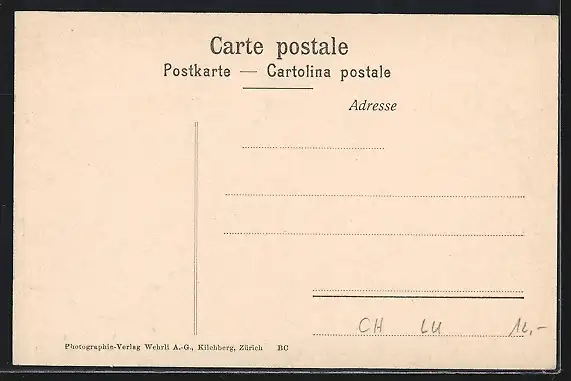 Carte postale
Postkarte — Cartolina postale
Adresse
CH LU 12,-
Photographie-Verlag Wehrli A.-G., Kilchberg, Zürich BC